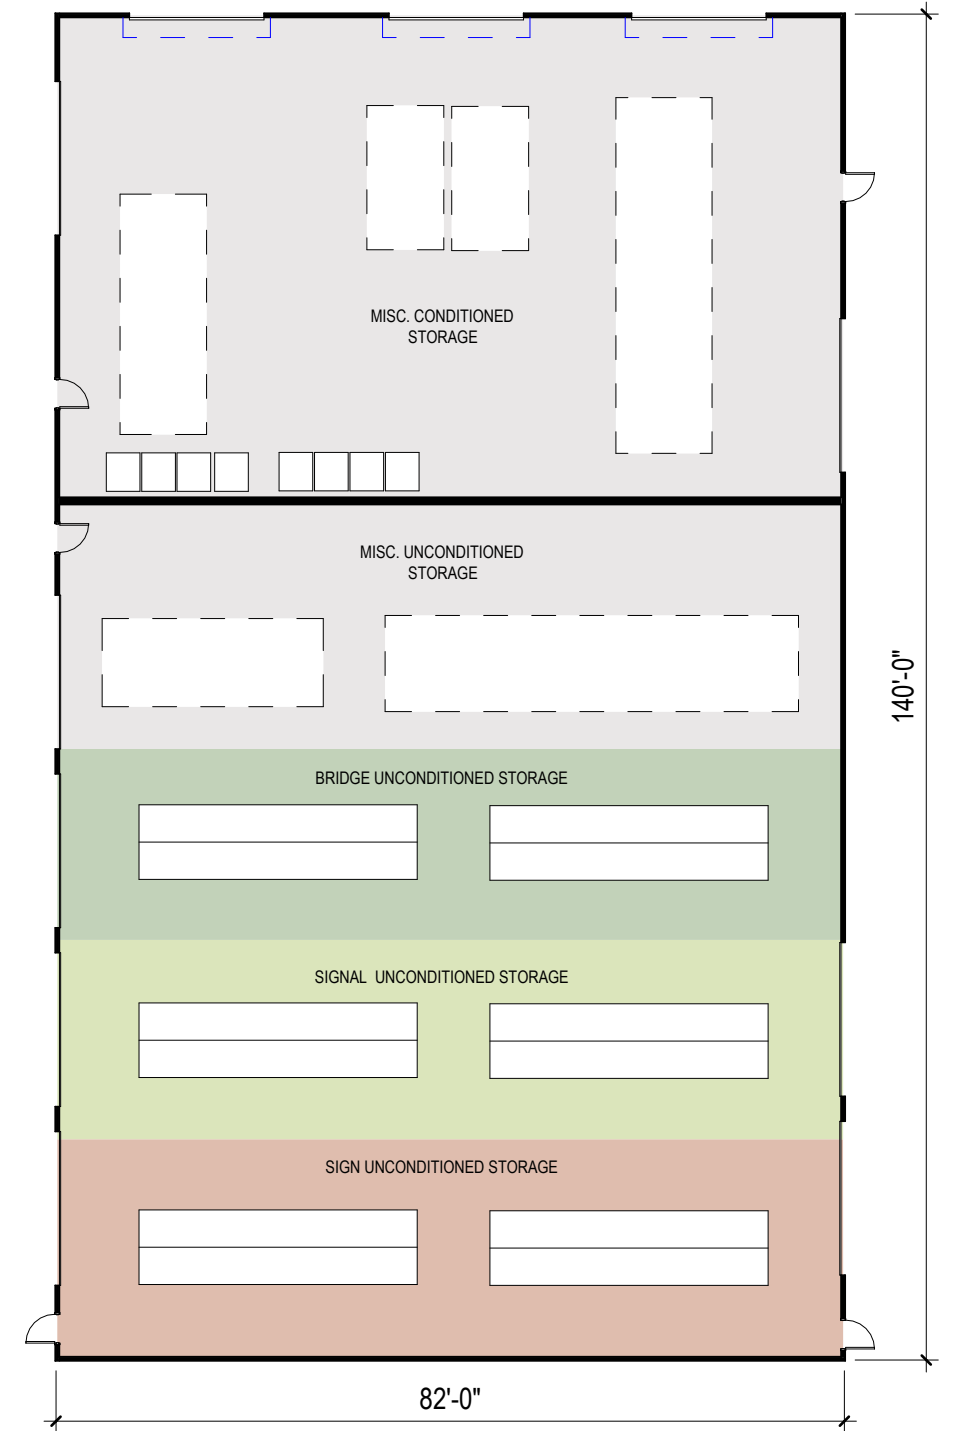 MISC. CONDITIONED
STORAGE
MISC. UNCONDITIONED
STORAGE
140'-0"
BRIDGE UNCONDITIONED STORAGE
SIGNAL  UNCONDITIONED STORAGE
SIGN UNCONDITIONED STORAGE
82'-0"